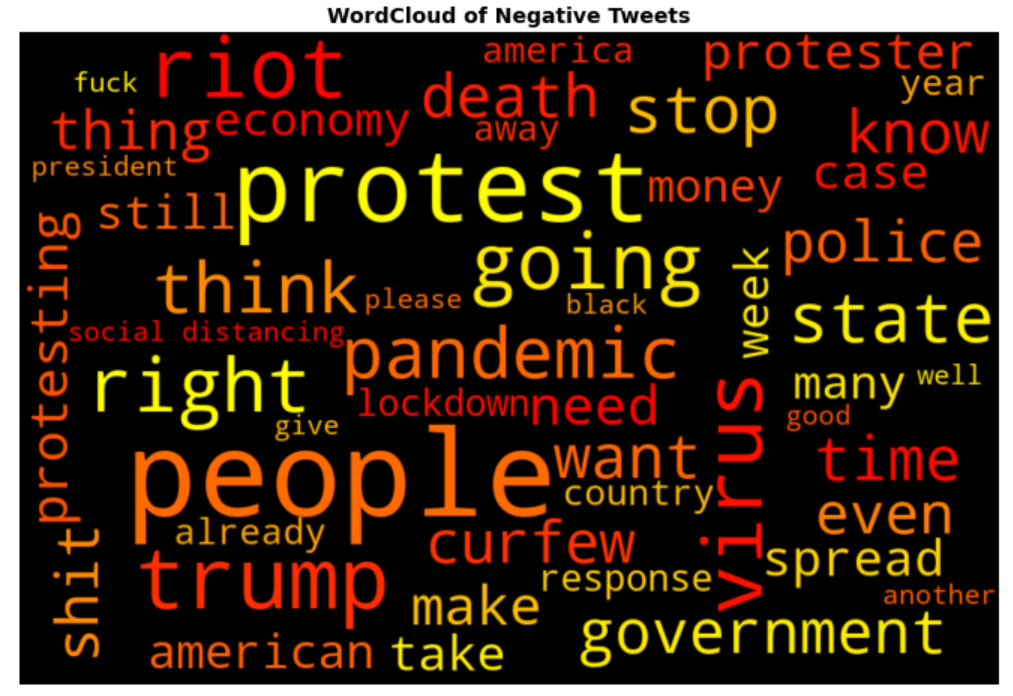 WordCloud of Negative Tweets
america
protester
riot
fuck
year
death
stop
thing
economy
away
know
president
protest
money
case
still
protesting
going
police
think
please
black
week
state
social distancing
pandemic
right
many
well
lockdown
need
virus
good
give
people
want
time
country
already
even
shit
curfew
spread
trump
response
make
another
government
american
take